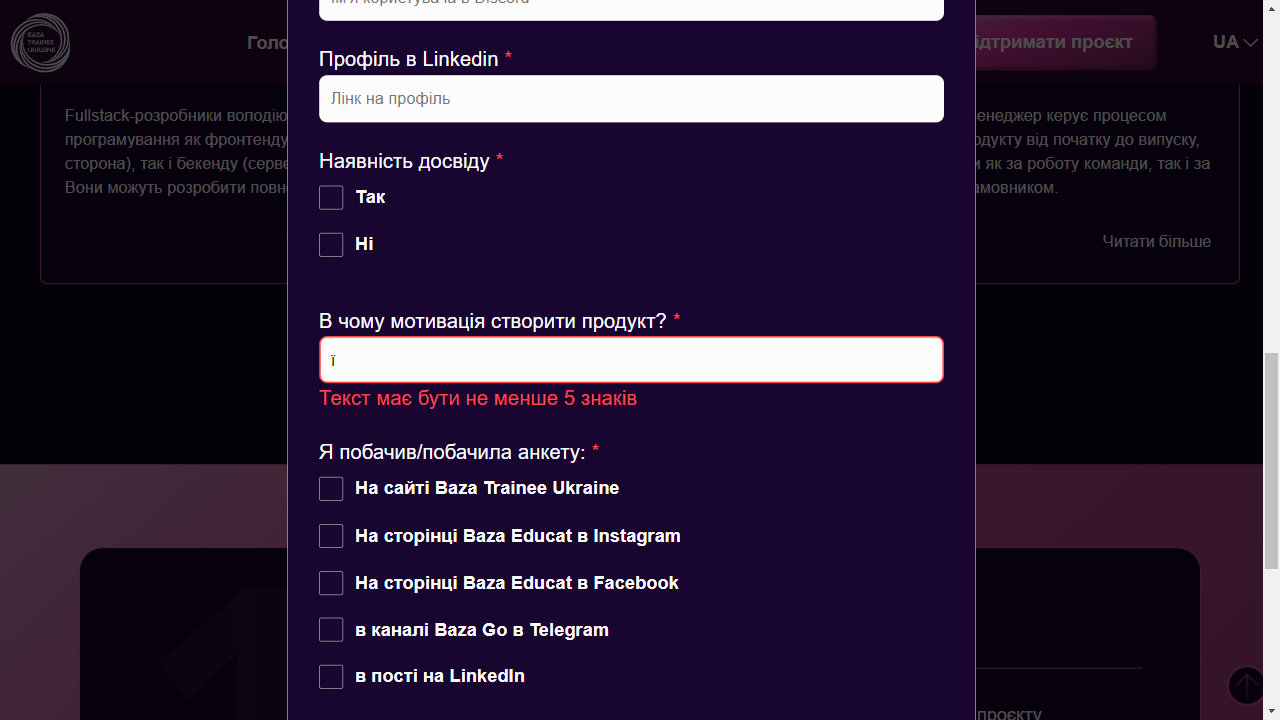 Ім'я користувача в Discord
BAZA
TRAINEE
UKRAINE
Голо
ідтримати проєкт
UA
Профіль в Linkedin *
Лінк на профіль
Fullstack-розробники володію
програмування як фронтенду
сторона), так і бекенду (серве
Вони можуть розробити повно
енеджер керує процесом
одукту від початку до випуску,
и як за роботу команди, так і за
амовником.
Читати більше
Наявність досвіду *
Так
Ні
В чому мотивація створити продукт? *
ї
Текст має бути не менше 5 знаків
Я побачив/побачила анкету: *
На сайті Baza Trainee Ukraine
На сторінці Baza Educat в Instagram
На сторінці Baza Educat в Facebook
в каналі Baza Go в Telegram
в пості на LinkedIn
1
проєкту